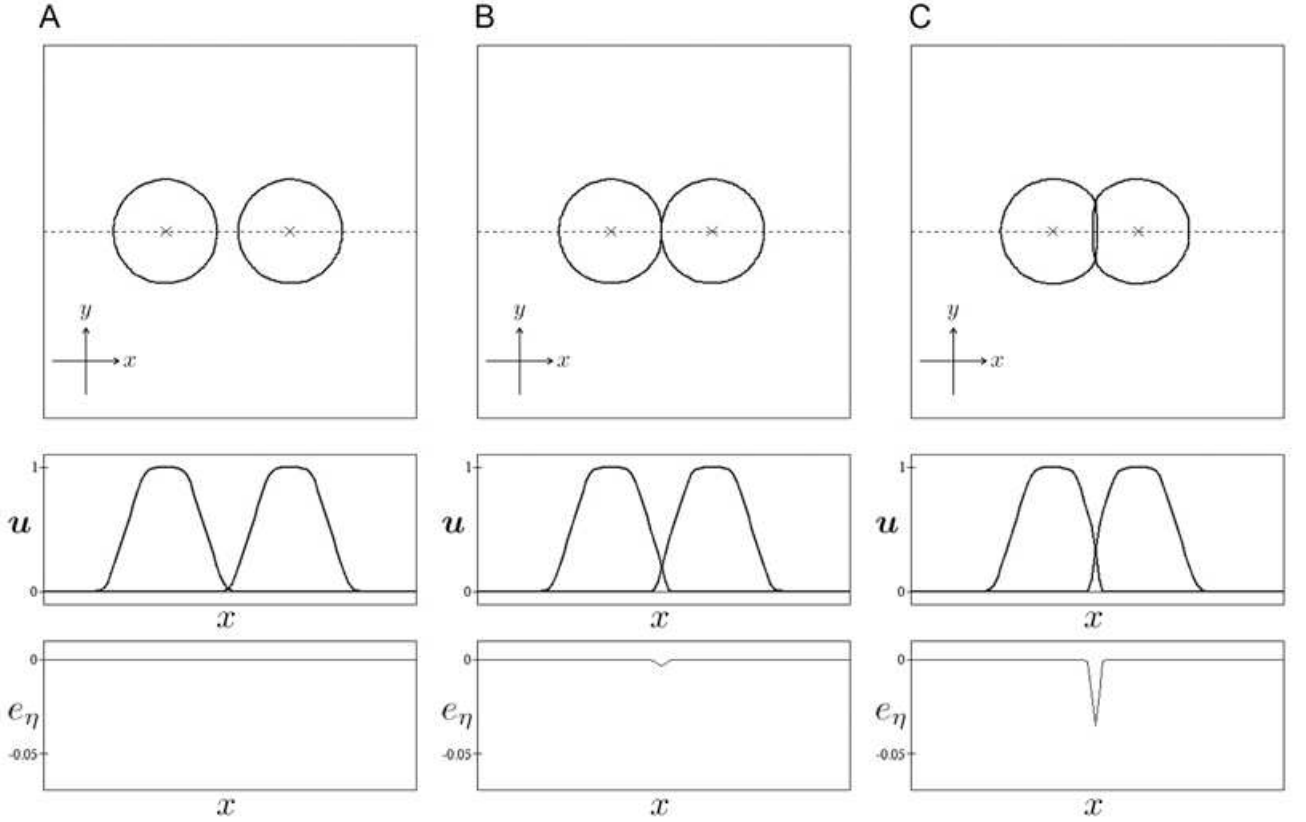 A B C
y y y
x x x
1 1 1
u u u
0 0 0
x x x
0 0 0
eη eη eη
-0.05 -0.05 -0.05
x x x